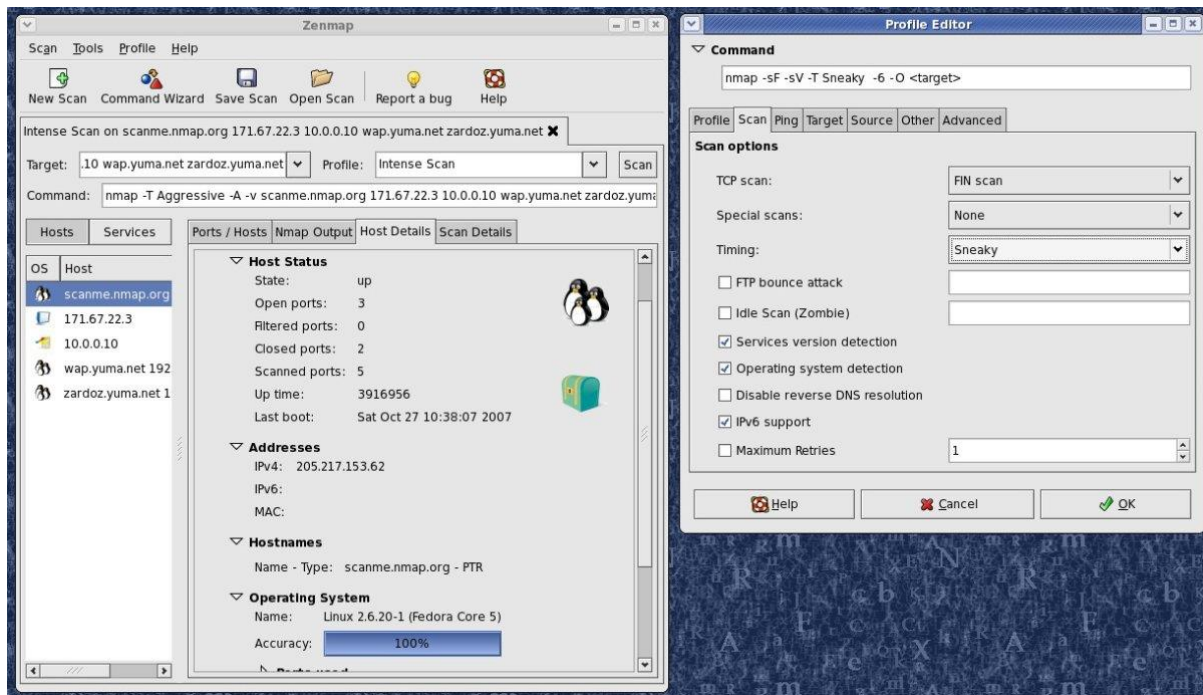 Zenmap
Scan Tools Profile Help
New Scan Command Wizard Save Scan Open Scan Report a bug Help
Intense Scan on scanme.nmap.org 171.67.22.3 10.0.0.10 wap.yuma.net zardoz.yuma.net
Target: .10 wap.yuma.net zardoz.yuma.net Profile: Intense Scan Scan
Command: nmap -T Aggressive -A -v scanme.nmap.org 171.67.22.3 10.0.0.10 wap.yuma.net zardoz.yuma
Hosts Services
OS Host
scanme.nmap.org
171.67.22.3
10.0.0.10
wap.yuma.net 192
zardoz.yuma.net 1
Ports / Hosts Nmap Output Host Details Scan Details
Host Status
State: up
Open ports: 3
Filtered ports: 0
Closed ports: 2
Scanned ports: 5
Up time: 3916956
Last boot: Sat Oct 27 10:38:07 2007
Addresses
IPv4: 205.217.153.62
IPv6:
MAC:
Hostnames
Name - Type: scanme.nmap.org - PTR
Operating System
Name: Linux 2.6.20-1 (Fedora Core 5)
Accuracy: 100%
Profile Editor
Command
nmap -sF -sV -T Sneaky -6 -O <target>
Profile Scan Ping Target Source Other Advanced
Scan options
TCP scan: FIN scan
Special scans: None
Timing: Sneaky
FTP bounce attack
Idle Scan (Zombie)
Services version detection
Operating system detection
Disable reverse DNS resolution
IPv6 support
Maximum Retries 1
Help Cancel OK